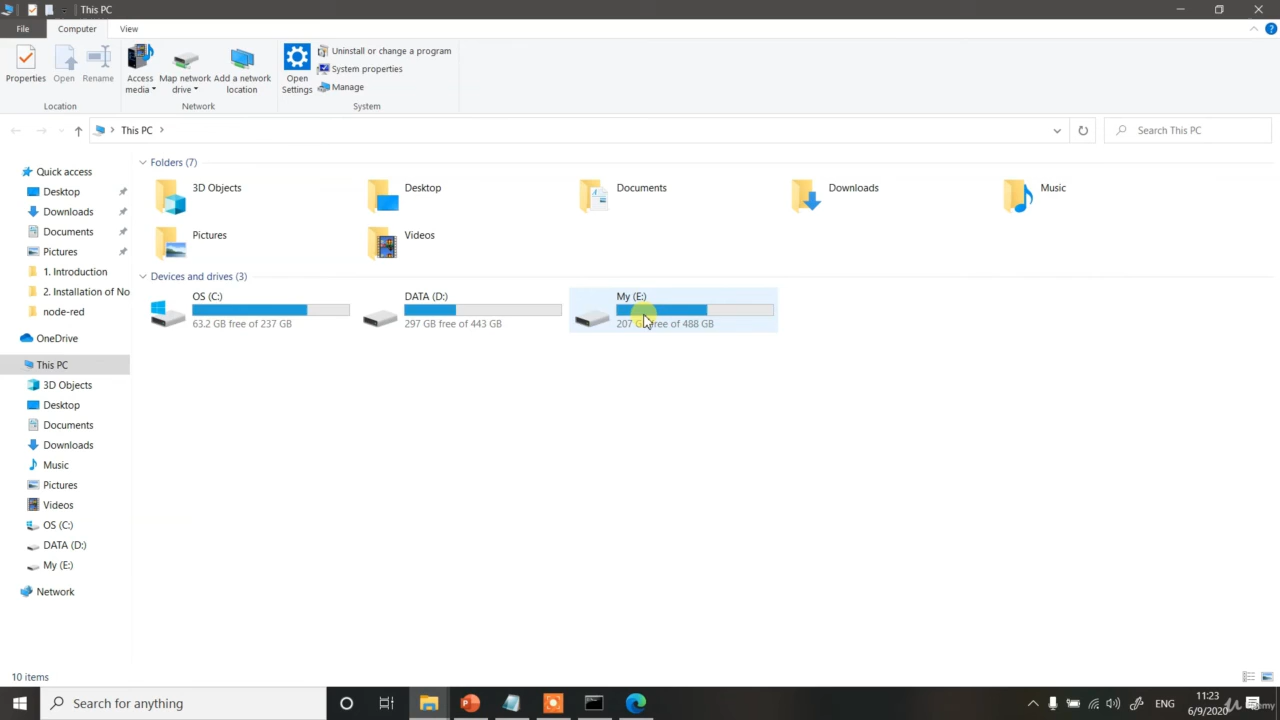 This PC
File
Computer
View
Properties
Open
Rename
Access media
Map network drive
Add a network location
Open Settings
Uninstall or change a program
System properties
Manage
Location
Network
System
This PC
Search This PC
Quick access
Desktop
Downloads
Documents
Pictures
1. Introduction
2. Installation of No
node-red
OneDrive
This PC
3D Objects
Desktop
Documents
Downloads
Music
Pictures
Videos
OS (C:)
DATA (D:)
My (E:)
Network
Folders (7)
3D Objects
Desktop
Documents
Downloads
Music
Pictures
Videos
Devices and drives (3)
OS (C:)
63.2 GB free of 237 GB
DATA (D:)
297 GB free of 443 GB
My (E:)
207 GB free of 488 GB
10 items
Search for anything
ENG
11:23
6/9/2020